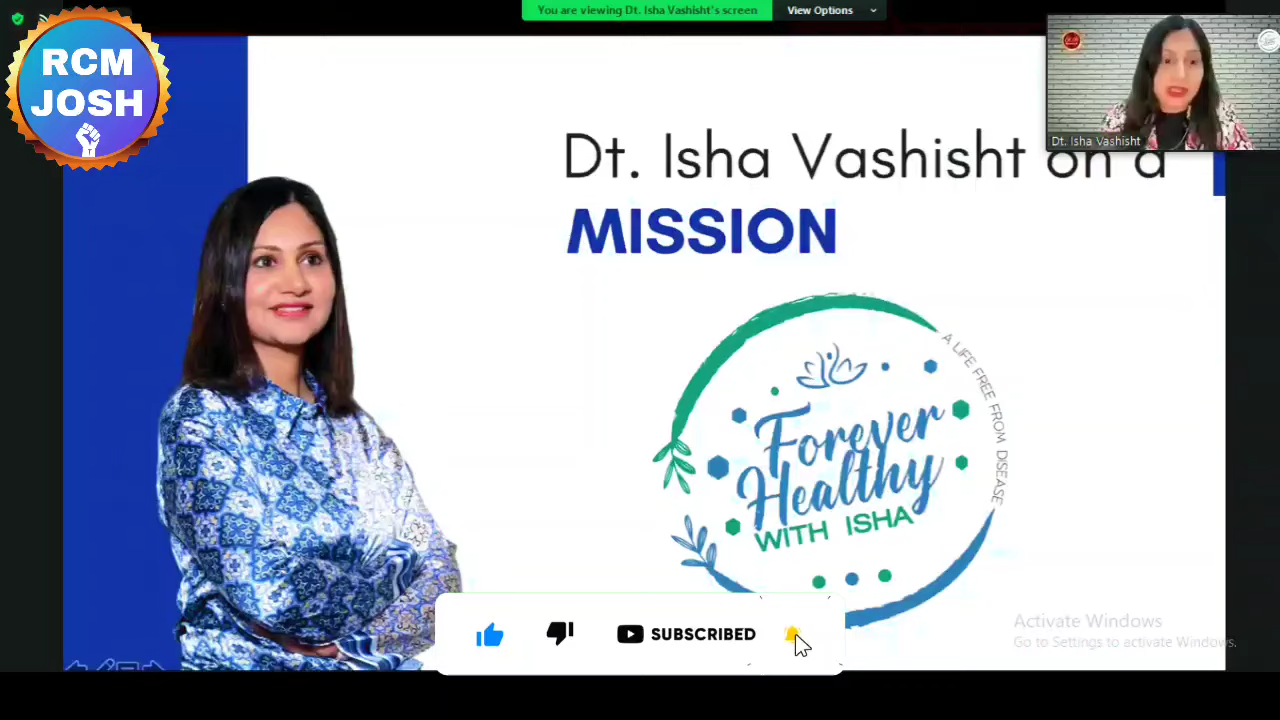 You are viewing Dt. Isha Vashisht's screen
View Options
RCM
JOSH
Dt. Isha Vashisht
Dt. Isha Vashisht on a
MISSION
A LIFE FREE FROM DISEASE
Forever
Healthy
WITH ISHA
SUBSCRIBED
Activate Windows
Go to Settings to activate Windows.